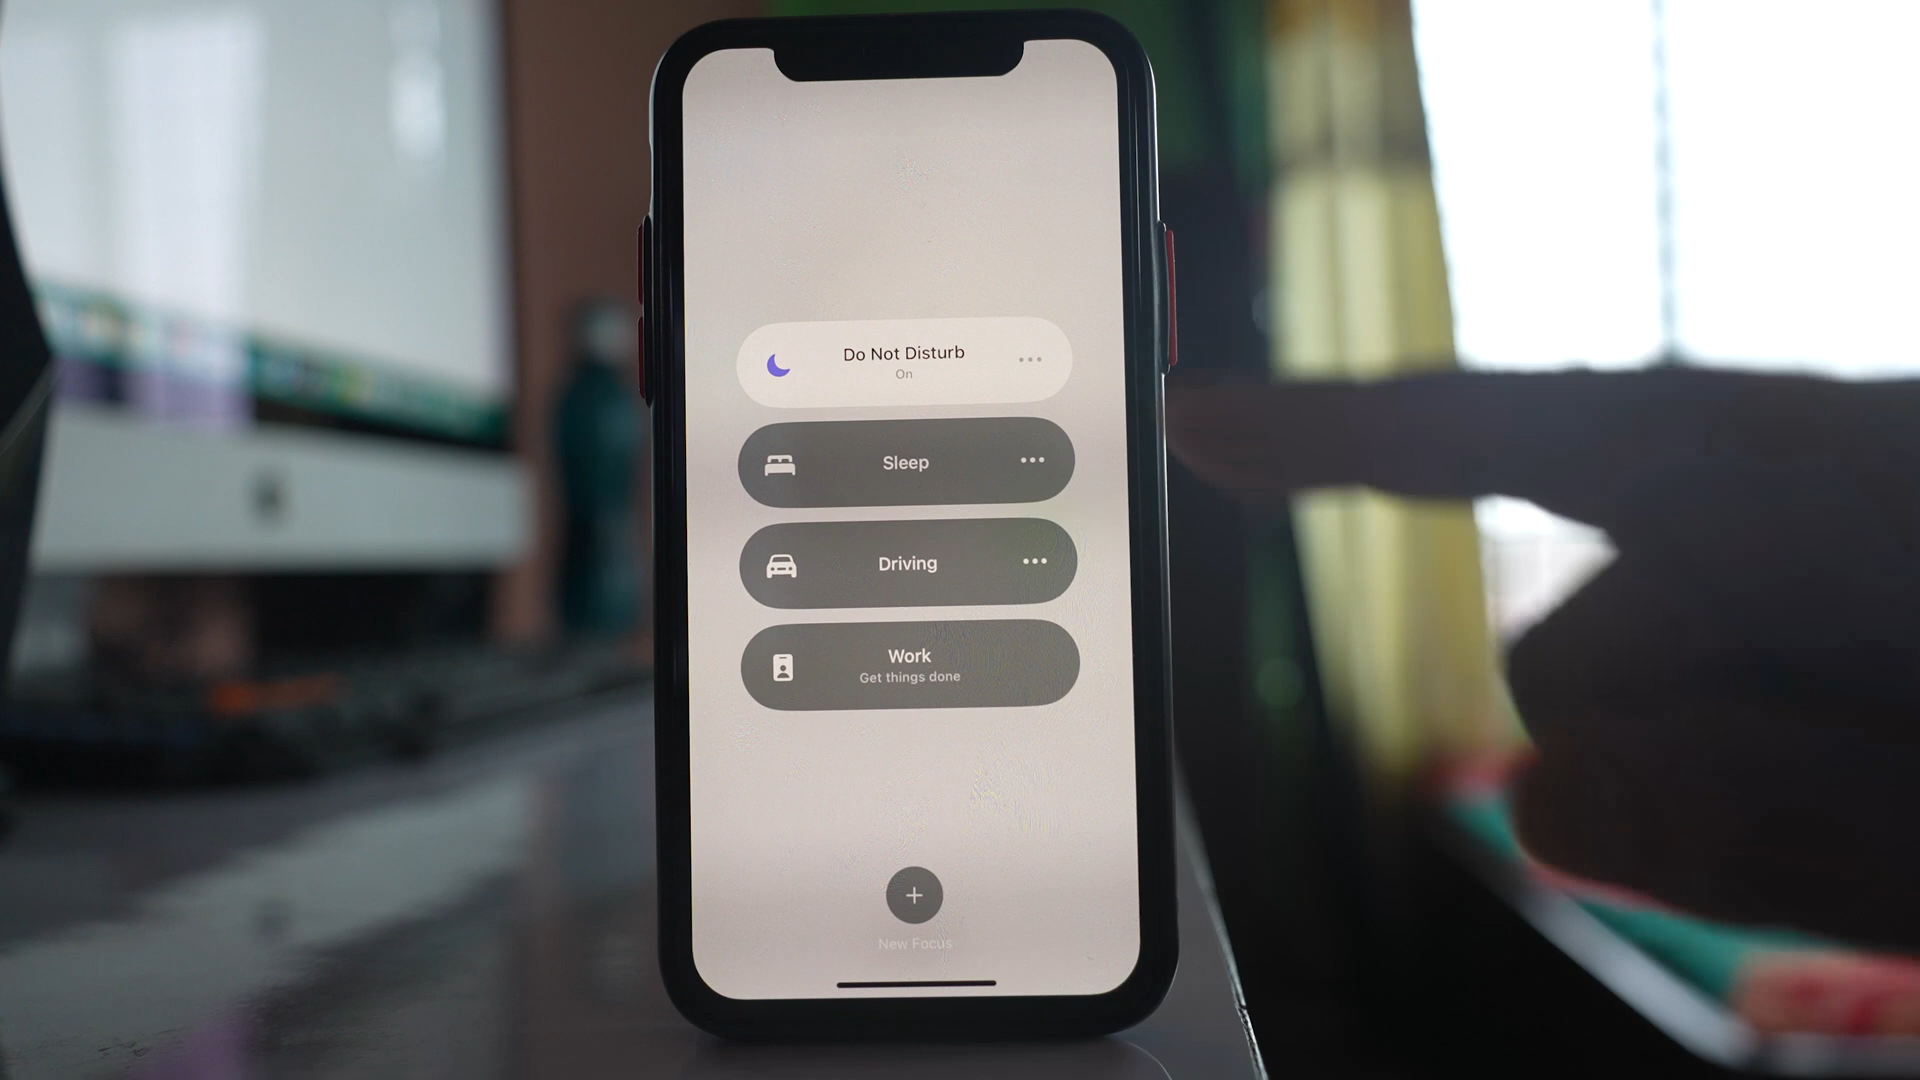 Do Not Disturb
On
Sleep
Driving
Work
Get things done
New Focus